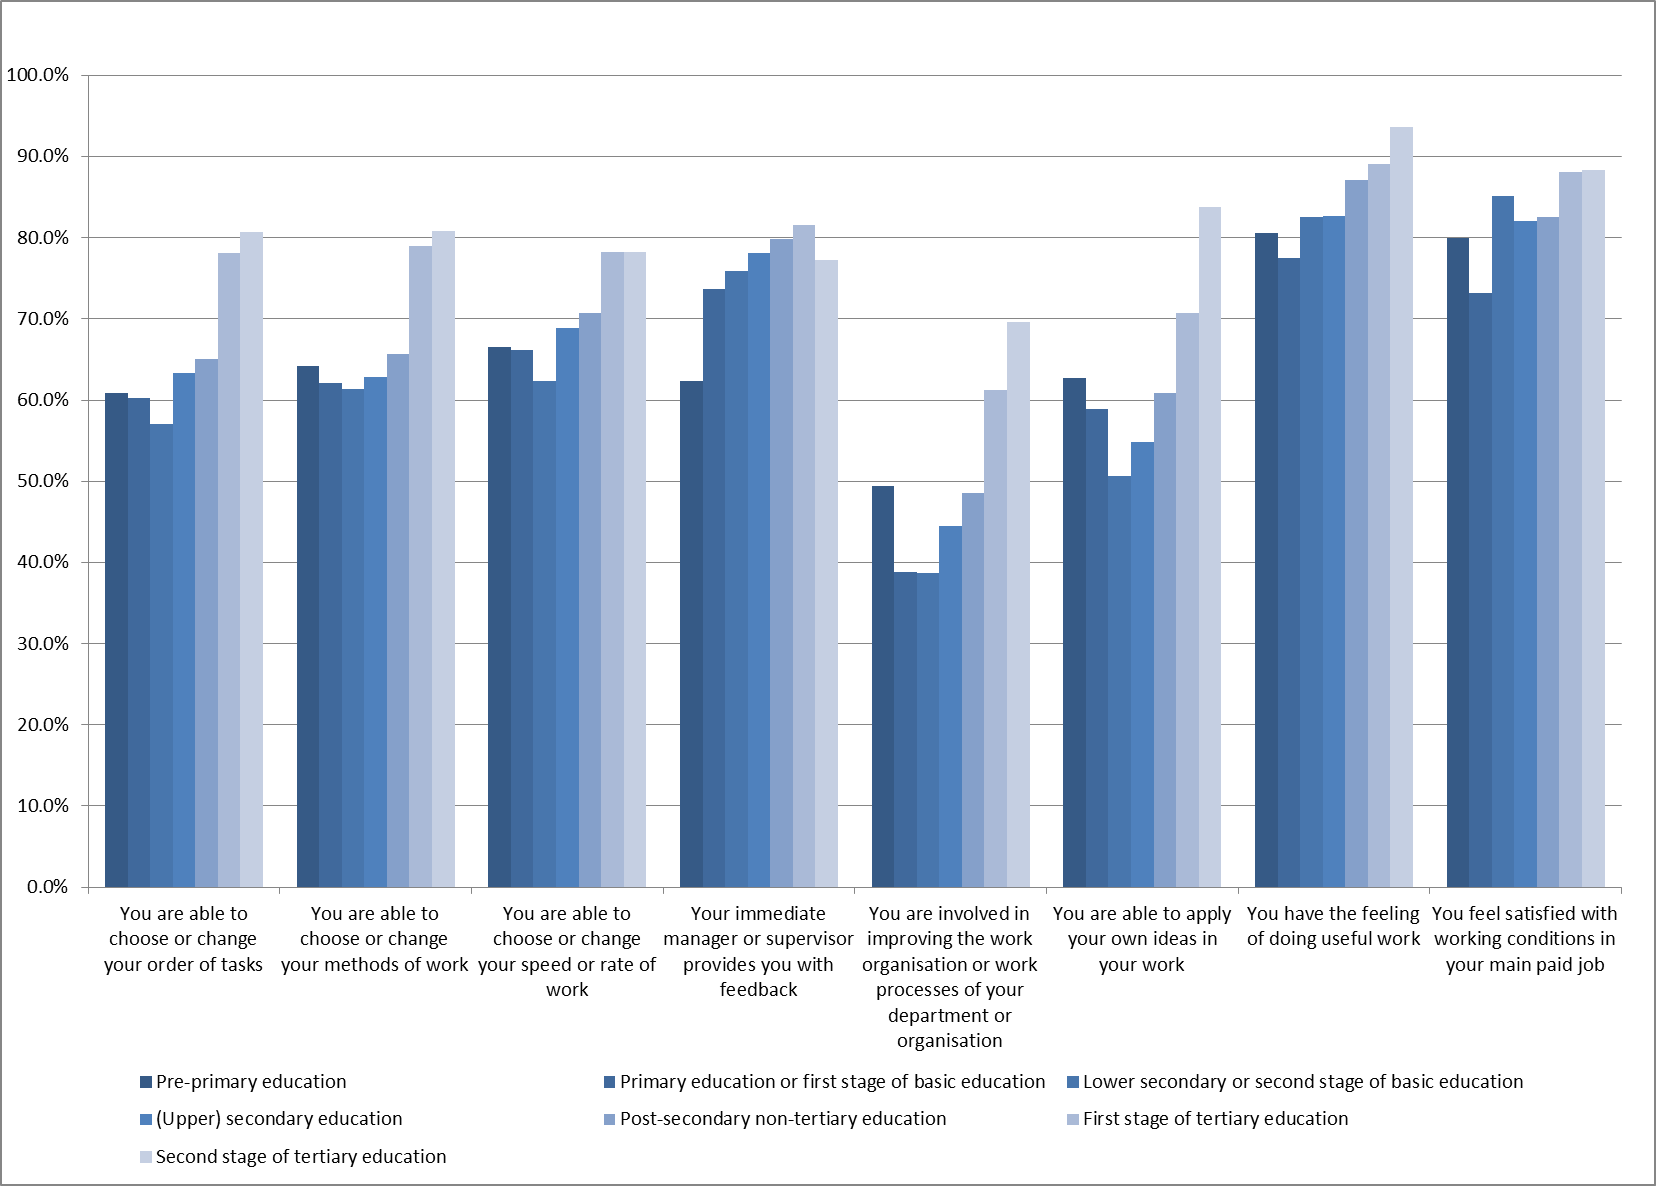 100.0%
90.0%
80.0%
70.0%
60.0%
50.0%
40.0%
30.0%
20.0%
10.0%
0.0%
You are able to
choose or change
your order of tasks
You are able to
choose or change
your methods of work
You are able to
choose or change
your speed or rate of
work
Your immediate
manager or supervisor
provides you with
feedback
You are involved in
improving the work
organisation or work
processes of your
department or
organisation
You are able to apply
your own ideas in
your work
You have the feeling
of doing useful work
You feel satisfied with
working conditions in
your main paid job
Pre-primary education
Primary education or first stage of basic education
Lower secondary or second stage of basic education
(Upper) secondary education
Post-secondary non-tertiary education
First stage of tertiary education
Second stage of tertiary education